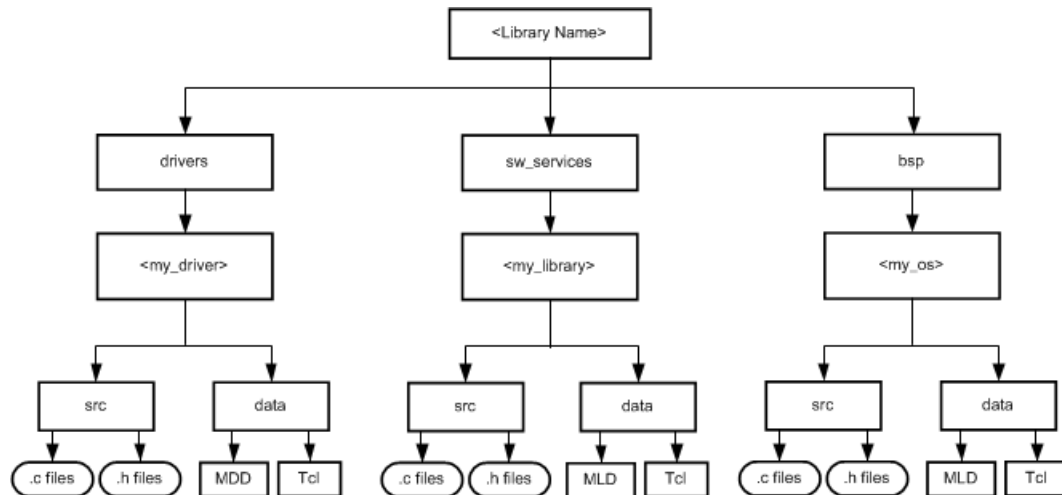 <Library Name>
drivers
sw_services
bsp
<my_driver>
<my_library>
<my_os>
src
data
src
data
src
data
.c files
.h files
MDD
Tcl
.c files
.h files
MLD
Tcl
.c files
.h files
MLD
Tcl